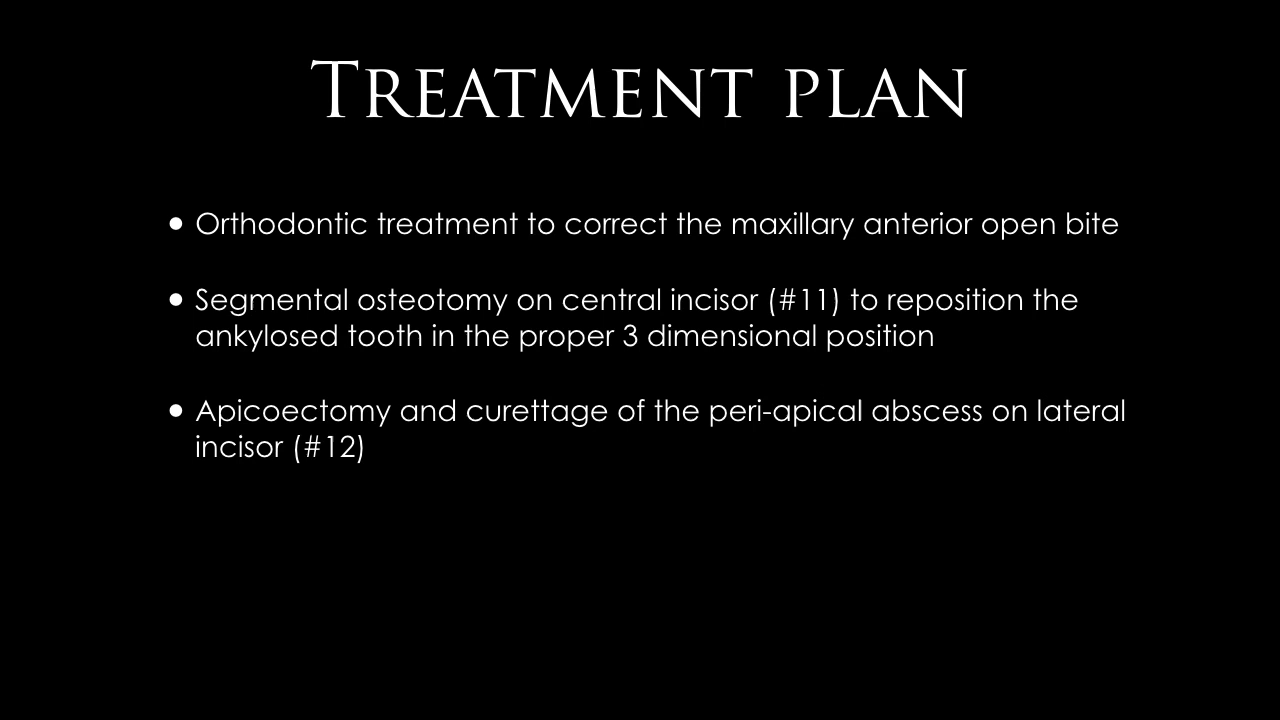 Treatment plan
• Orthodontic treatment to correct the maxillary anterior open bite
• Segmental osteotomy on central incisor (#11) to reposition the
ankylosed tooth in the proper 3 dimensional position
• Apicoectomy and curettage of the peri-apical abscess on lateral
incisor (#12)